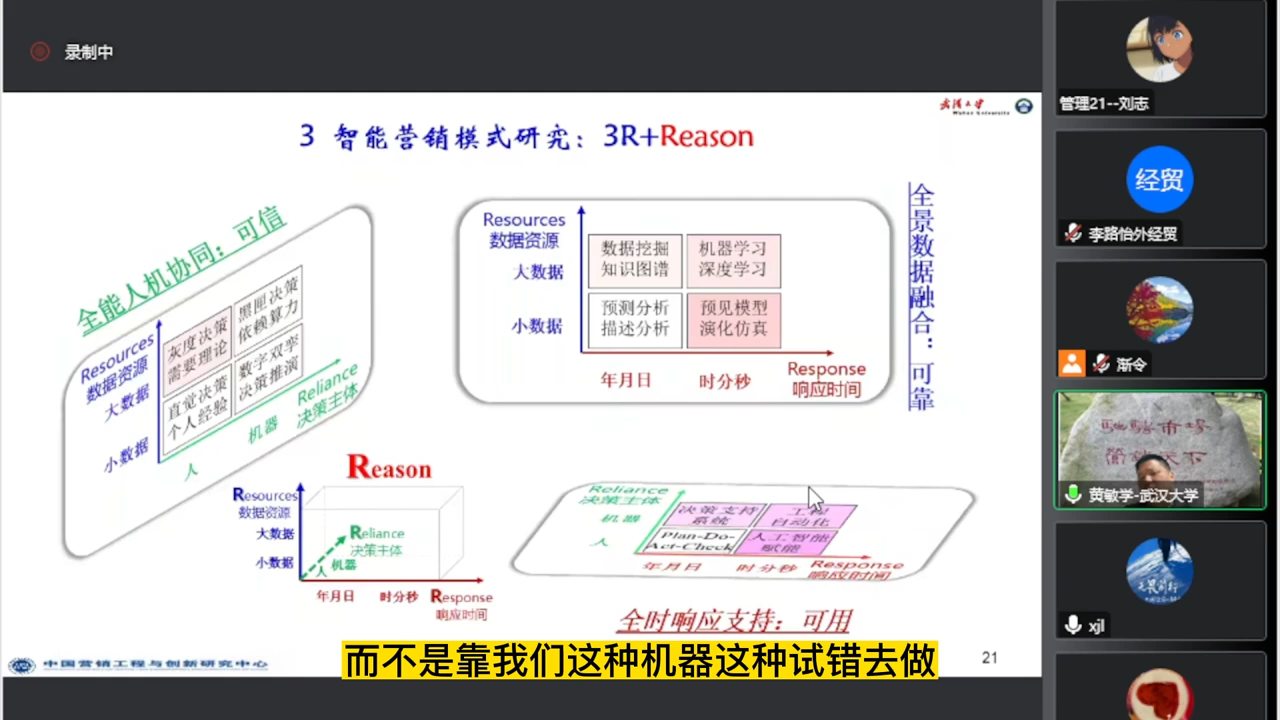 录制中
武汉大学
Wuhan University
3 智能营销模式研究：3R+Reason
全能人机协同：可信
Resources
数据资源
大数据
小数据
灰度决策
需要理论
黑匣决策
依赖算力
直觉决策
个人经验
数字双孪
决策推演
人
机器
Reliance
决策主体
Resources
数据资源
大数据
小数据
数据挖掘
知识图谱
机器学习
深度学习
预测分析
描述分析
预见模型
演化仿真
年月日
时分秒
Response
响应时间
全景数据融合：可靠
Reason
Resources
数据资源
大数据
小数据
Reliance
决策主体
机器
人
年月日
时分秒
Response
响应时间
Reliance
决策主体
机器
人
决策支持
系统
工程
自动化
Plan-Do-
Act-Check
人工智能
赋能
年月日
时分秒
Response
响应时间
全时响应支持：可用
中国营销工程与创新研究中心
21
而不是靠我们这种机器这种试错去做
管理21--刘志
经贸
李路怡外经贸
渐令
黄敏学-武汉大学
xjl